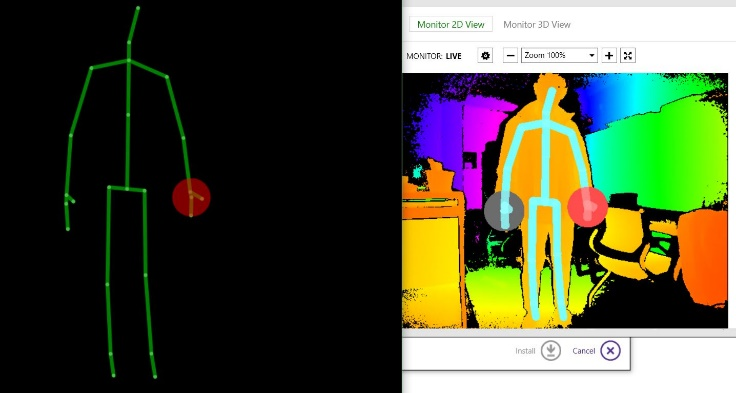 Monitor 2D View Monitor 3D View
MONITOR: LIVE Zoom 100%
Install Cancel